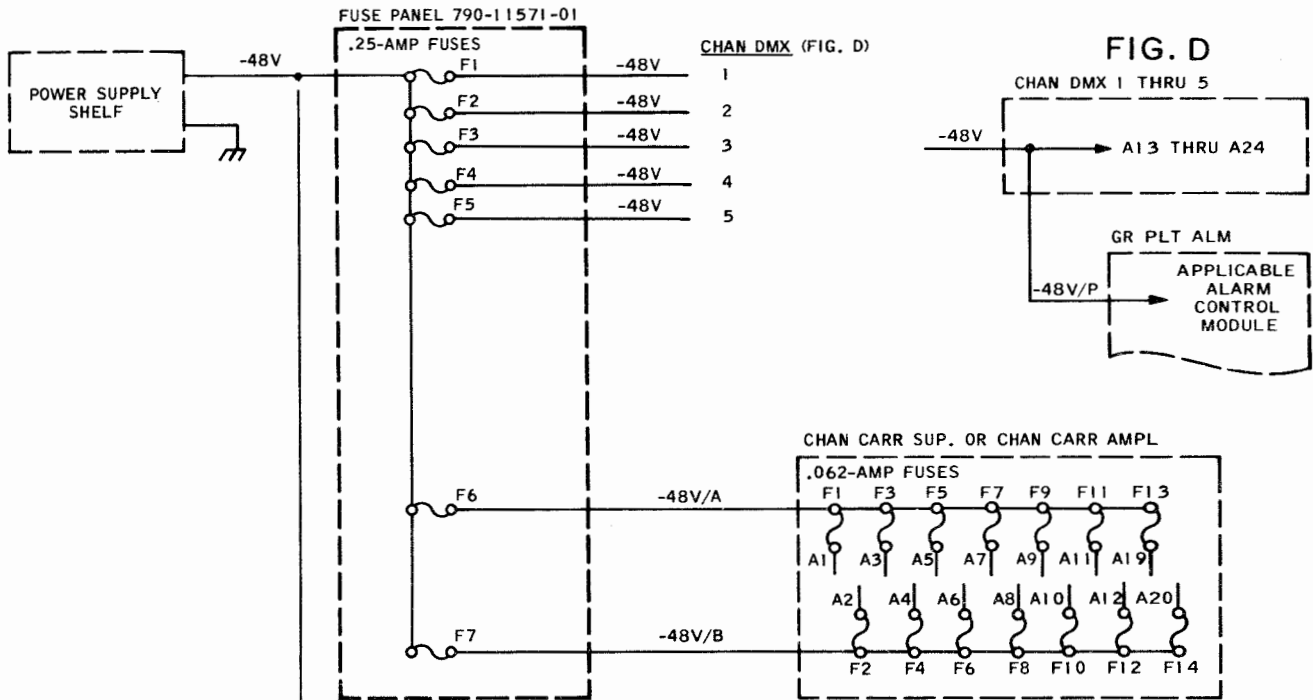 FUSE PANEL 790-11571-01
.25-AMP FUSES
POWER SUPPLY
SHELF
-48V
F1
-48V
F2
-48V
F3
-48V
F4
-48V
F5
-48V
CHAN DMX (FIG. D)
1
2
3
4
5
FIG. D
CHAN DMX 1 THRU 5
-48V
A13 THRU A24
GR PLT ALM
-48V/P
APPLICABLE
ALARM
CONTROL
MODULE
F6
-48V/A
F7
-48V/B
CHAN CARR SUP. OR CHAN CARR AMPL
.062-AMP FUSES
F1 F3 F5 F7 F9 F11 F13
A1 A3 A5 A7 A9 A11 A19
A2 A4 A6 A8 A10 A12 A20
F2 F4 F6 F8 F10 F12 F14